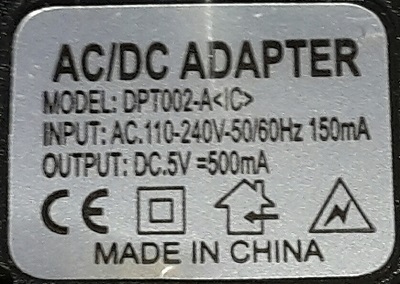 AC/DC ADAPTER
MODEL: DPT002-A<IC>
INPUT: AC.110-240V-50/60Hz 150mA
OUTPUT: DC.5V =500mA
CE
MADE IN CHINA